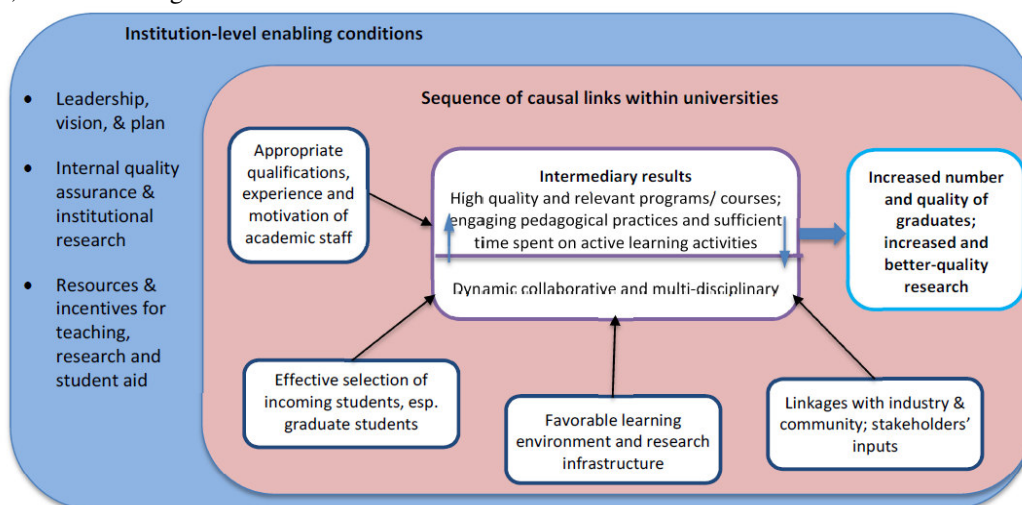 Institution-level enabling conditions
• Leadership,
vision, & plan
• Internal quality
assurance &
institutional
research
• Resources &
incentives for
teaching,
research and
student aid
Sequence of causal links within universities
Appropriate
qualifications,
experience and
motivation of
academic staff
Intermediary results
High quality and relevant programs/ courses;
engaging pedagogical practices and sufficient
time spent on active learning activities
Dynamic collaborative and multi-disciplinary
Increased number
and quality of
graduates;
increased and
better-quality
research
Effective selection of
incoming students, esp.
graduate students
Favorable learning
environment and research
infrastructure
Linkages with industry &
community; stakeholders’
inputs